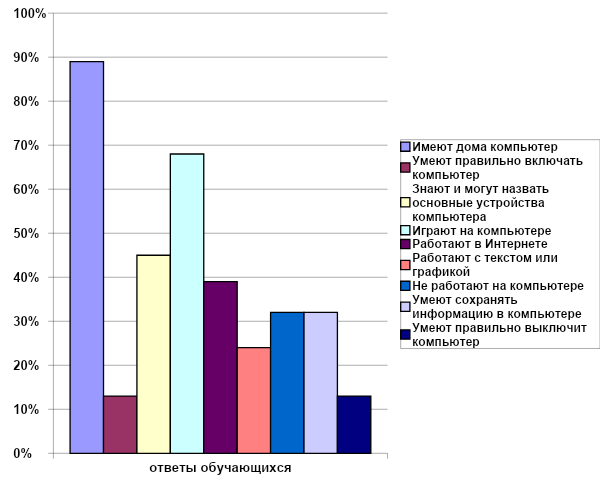 100%
90%
80%
70%
60%
50%
40%
30%
20%
10%
0%
ответы обучающихся
Имеют дома компьютер
Умеют правильно включать
компьютер
Знают и могут назвать
основные устройства
компьютера
Играют на компьютере
Работают в Интернете
Работают с текстом или
графикой
Не работают на компьютере
Умеют сохранять
информацию в компьютере
Умеют правильно выключит
компьютер